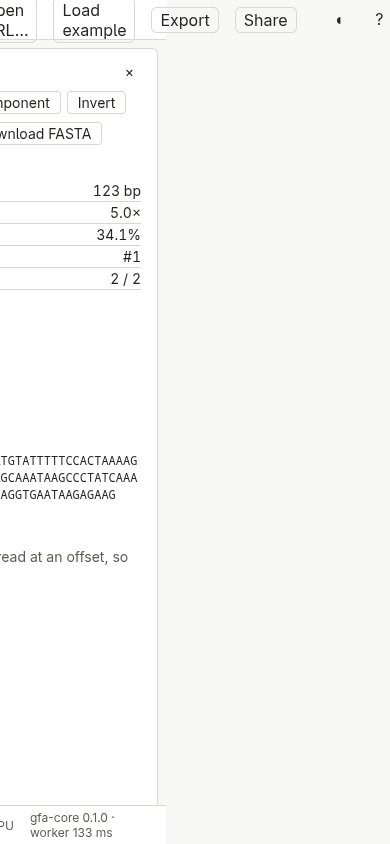 Load
example
Export
Share
?
×
Invert
FASTA
123 bp
5.0×
34.1%
#1
2 / 2
TGTATTTTTCCACTAAAAG
GCAAATAAGCCCTATCAAA
AGGTGAATAAGAGAAG
read at an offset, so
gfa-core 0.1.0 ·
worker 133 ms